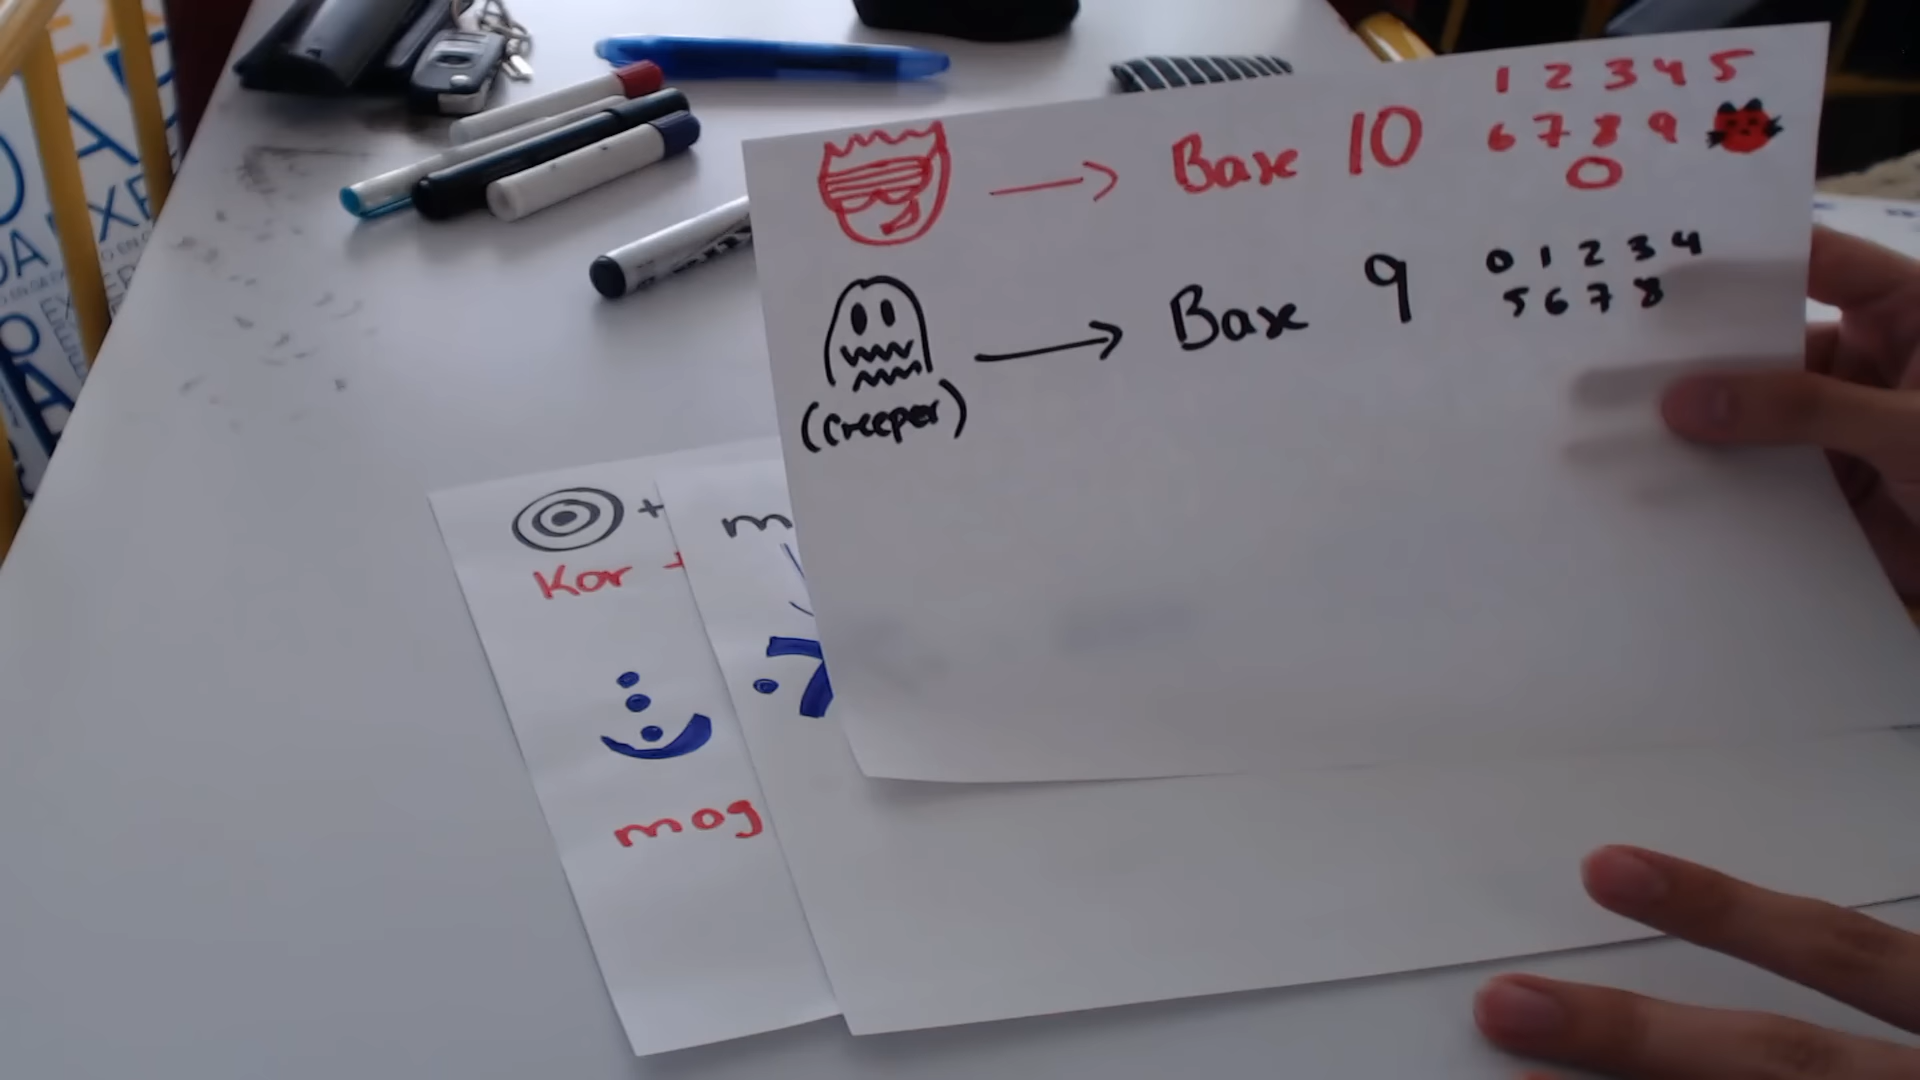 1 2 3 4 5
Base 10 6 7 8 9
0
Base 9 0 1 2 3 4
5 6 7 8
(Creeper)
+ m
Kor +
mog